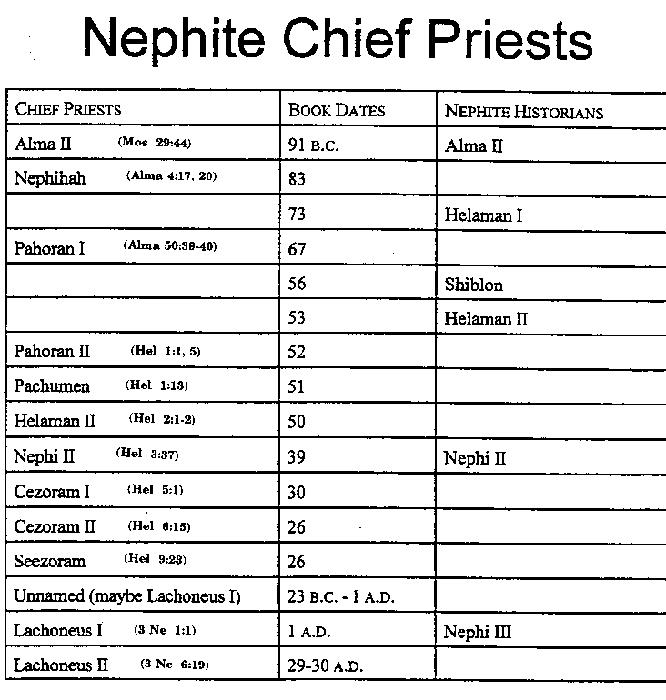 Nephite Chief Priests
CHIEF PRIESTS BOOK DATES NEPHITE HISTORIANS
Alma II (Mos 29:44) 91 B.C. Alma II
Nephihah (Alma 4:17, 20) 83
73 Helaman I
Pahoran I (Alma 50:39-40) 67
56 Shiblon
53 Helaman II
Pahoran II (Hel 1:1, 5) 52
Pachumen (Hel 1:13) 51
Helaman II (Hel 2:1-2) 50
Nephi II (Hel 3:37) 39 Nephi II
Cezoram I (Hel 5:1) 30
Cezoram II (Hel 6:15) 26
Seezoram (Hel 9:23) 26
Unnamed (maybe Lachoneus I) 23 B.C. - 1 A.D.
Lachoneus I (3 Ne 1:1) 1 A.D. Nephi III
Lachoneus II (3 Ne 6:19) 29-30 A.D.